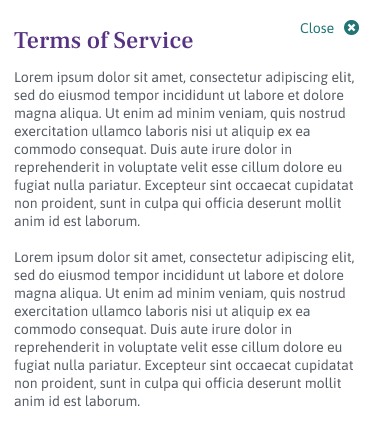 Close
Terms of Service
Lorem ipsum dolor sit amet, consectetur adipiscing elit,
sed do eiusmod tempor incididunt ut labore et dolore
magna aliqua. Ut enim ad minim veniam, quis nostrud
exercitation ullamco laboris nisi ut aliquip ex ea
commodo consequat. Duis aute irure dolor in
reprehenderit in voluptate velit esse cillum dolore eu
fugiat nulla pariatur. Excepteur sint occaecat cupidatat
non proident, sunt in culpa qui officia deserunt mollit
anim id est laborum.
Lorem ipsum dolor sit amet, consectetur adipiscing elit,
sed do eiusmod tempor incididunt ut labore et dolore
magna aliqua. Ut enim ad minim veniam, quis nostrud
exercitation ullamco laboris nisi ut aliquip ex ea
commodo consequat. Duis aute irure dolor in
reprehenderit in voluptate velit esse cillum dolore eu
fugiat nulla pariatur. Excepteur sint occaecat cupidatat
non proident, sunt in culpa qui officia deserunt mollit
anim id est laborum.